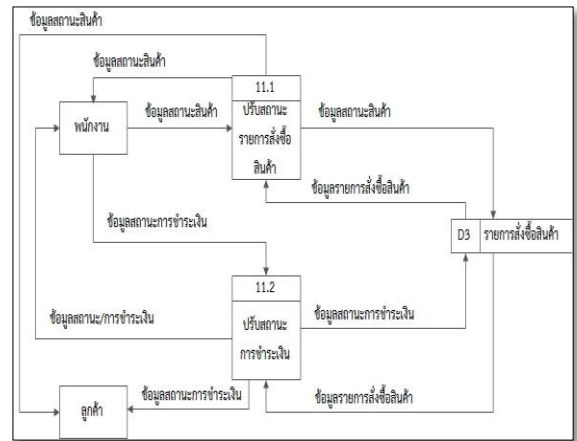 ข้อมูลสถานะสินค้า
ข้อมูลสถานะสินค้า
11.1
ปรับสถานะ
รายการสั่งซื้อ
สินค้า
พนักงาน
ข้อมูลสถานะสินค้า
ข้อมูลสถานะสินค้า
ข้อมูลรายการสั่งซื้อสินค้า
ข้อมูลสถานะการชำระเงิน
D3 รายการสั่งซื้อสินค้า
11.2
ปรับสถานะ
การชำระเงิน
ข้อมูลสถานะ/การชำระเงิน
ข้อมูลสถานะการชำระเงิน
ข้อมูลสถานะการชำระเงิน
ข้อมูลรายการสั่งซื้อสินค้า
ลูกค้า